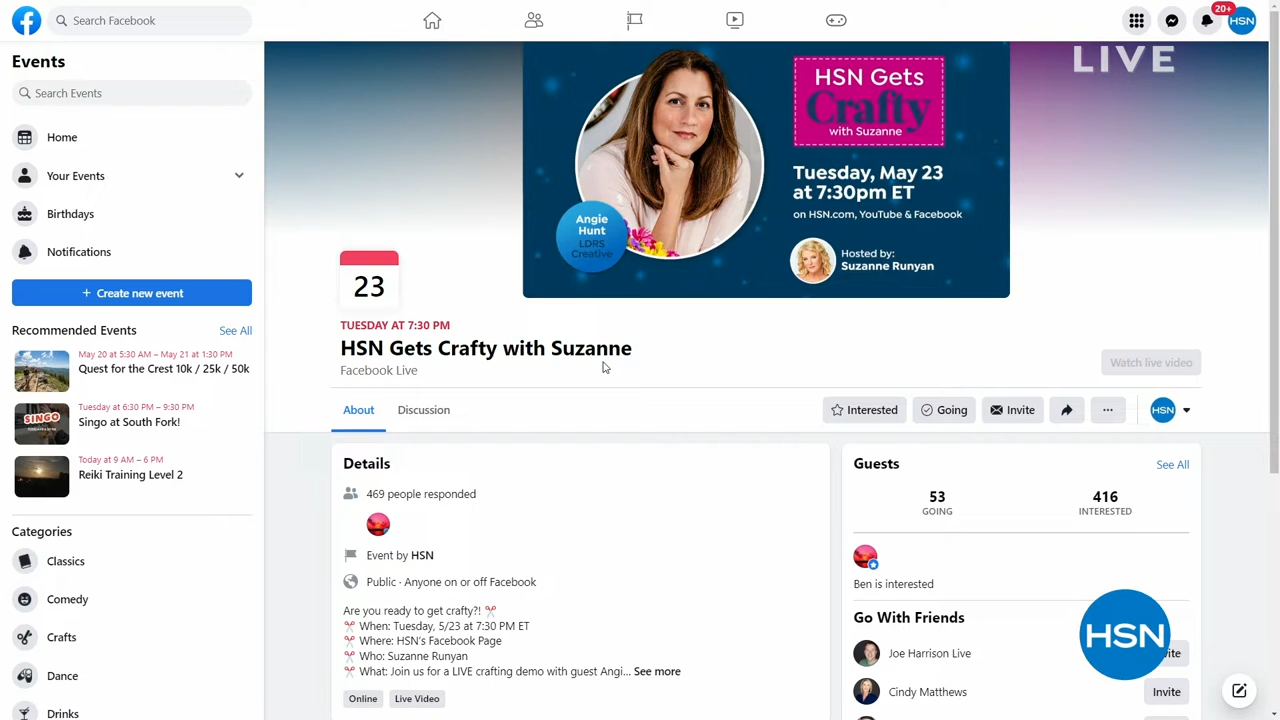 Search Facebook
20+
HSN
Events
Search Events
Home
Your Events
Birthdays
Notifications
+ Create new event
Recommended Events
See All
May 20 at 5:30 AM – May 21 at 1:30 PM
Quest for the Crest 10k / 25k / 50k
SINGO
Tuesday at 6:30 PM – 9:30 PM
Singo at South Fork!
Today at 9 AM – 6 PM
Reiki Training Level 2
Categories
Classics
Comedy
Crafts
Dance
Drinks
LIVE
HSN Gets
Crafty
with Suzanne
Tuesday, May 23
at 7:30pm ET
on HSN.com, YouTube & Facebook
Angie
Hunt
LDRS
Creative
Hosted by:
Suzanne Runyan
23
TUESDAY AT 7:30 PM
HSN Gets Crafty with Suzanne
Facebook Live
Watch live video
About
Discussion
Interested
Going
Invite
HSN
Details
469 people responded
Event by HSN
Public · Anyone on or off Facebook
Are you ready to get crafty?! ✂️
✂️ When: Tuesday, 5/23 at 7:30 PM ET
✂️ Where: HSN's Facebook Page
✂️ Who: Suzanne Runyan
✂️ What: Join us for a LIVE crafting demo with guest Angi... See more
Online
Live Video
Guests
See All
53
GOING
416
INTERESTED
Ben is interested
Go With Friends
Joe Harrison Live
HSN
Cindy Matthews
Invite